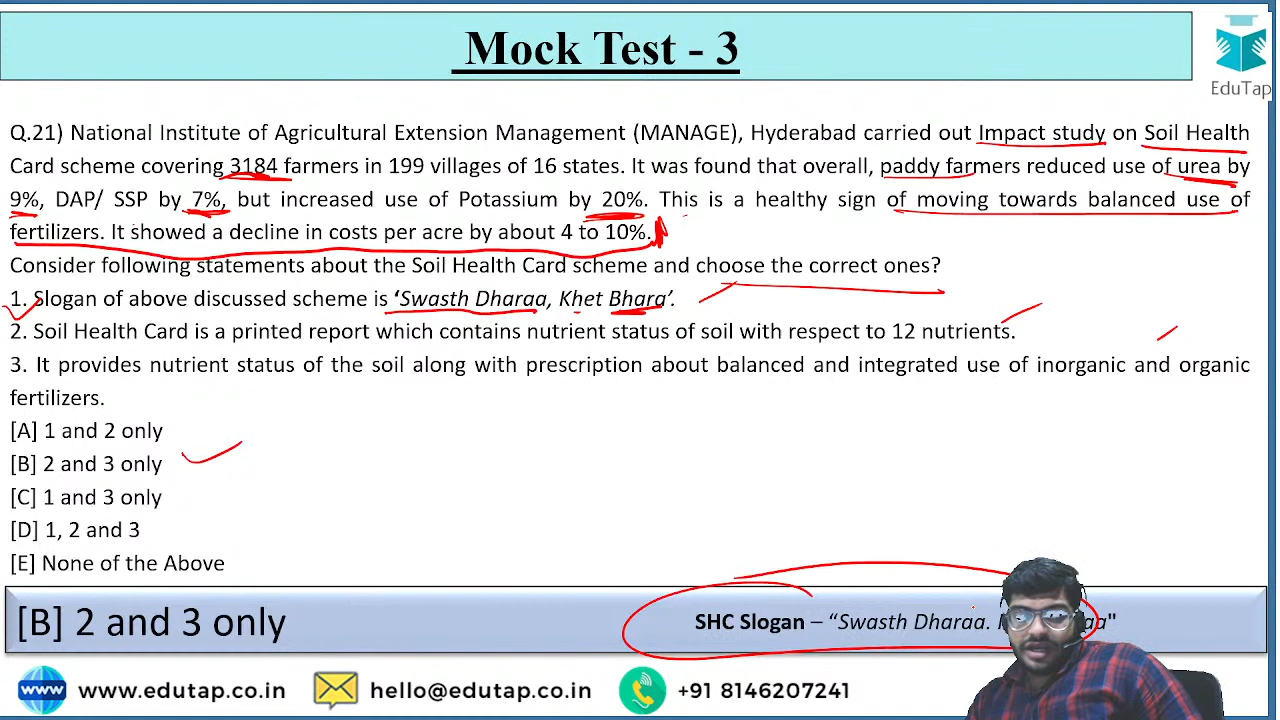 Mock Test - 3
EduTap
Q.21) National Institute of Agricultural Extension Management (MANAGE), Hyderabad carried out Impact study on Soil Health
Card scheme covering 3184 farmers in 199 villages of 16 states. It was found that overall, paddy farmers reduced use of urea by
9%, DAP/ SSP by 7%, but increased use of Potassium by 20%. This is a healthy sign of moving towards balanced use of
fertilizers. It showed a decline in costs per acre by about 4 to 10%.
Consider following statements about the Soil Health Card scheme and choose the correct ones?
1. Slogan of above discussed scheme is ‘Swasth Dharaa, Khet Bhara’.
2. Soil Health Card is a printed report which contains nutrient status of soil with respect to 12 nutrients.
3. It provides nutrient status of the soil along with prescription about balanced and integrated use of inorganic and organic
fertilizers.
[A] 1 and 2 only
[B] 2 and 3 only
[C] 1 and 3 only
[D] 1, 2 and 3
[E] None of the Above
[B] 2 and 3 only
SHC Slogan – “Swasth Dharaa.
www www.edutap.co.in hello@edutap.co.in +91 8146207241